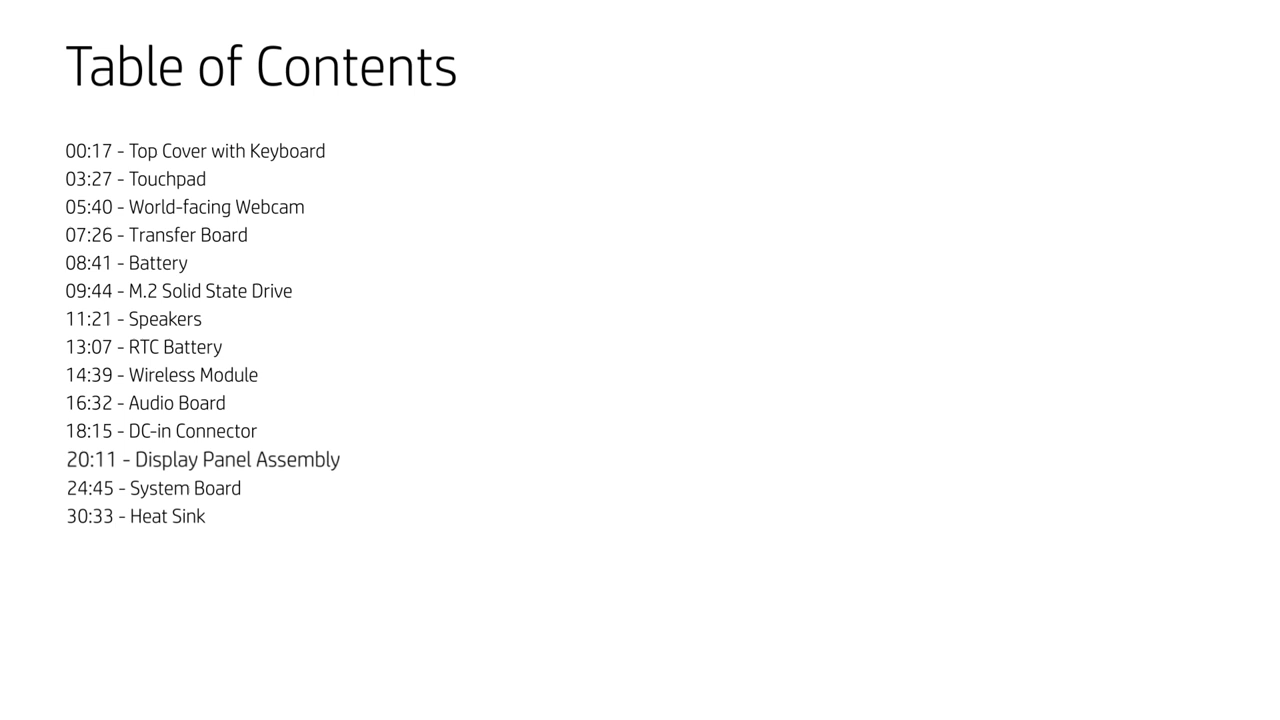 Table of Contents
00:17 - Top Cover with Keyboard
03:27 - Touchpad
05:40 - World-facing Webcam
07:26 - Transfer Board
08:41 - Battery
09:44 - M.2 Solid State Drive
11:21 - Speakers
13:07 - RTC Battery
14:39 - Wireless Module
16:32 - Audio Board
18:15 - DC-in Connector
20:11 - Display Panel Assembly
24:45 - System Board
30:33 - Heat Sink